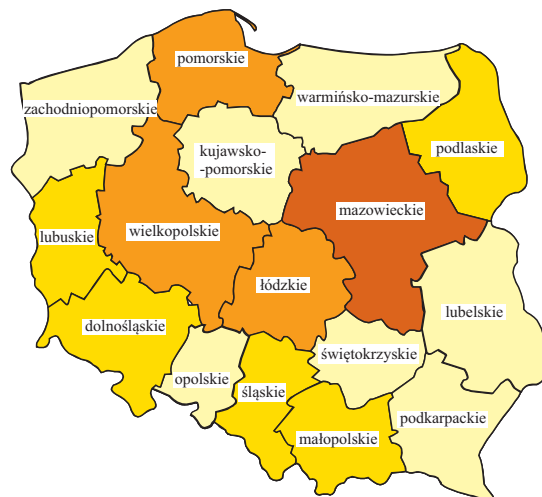 pomorskie
warmińsko-mazurskie
zachodniopomorskie
podlaskie
kujawsko-
-pomorskie
mazowieckie
wielkopolskie
lubuskie
łódzkie
lubelskie
dolnośląskie
świętokrzyskie
opolskie
śląskie
podkarpackie
małopolskie